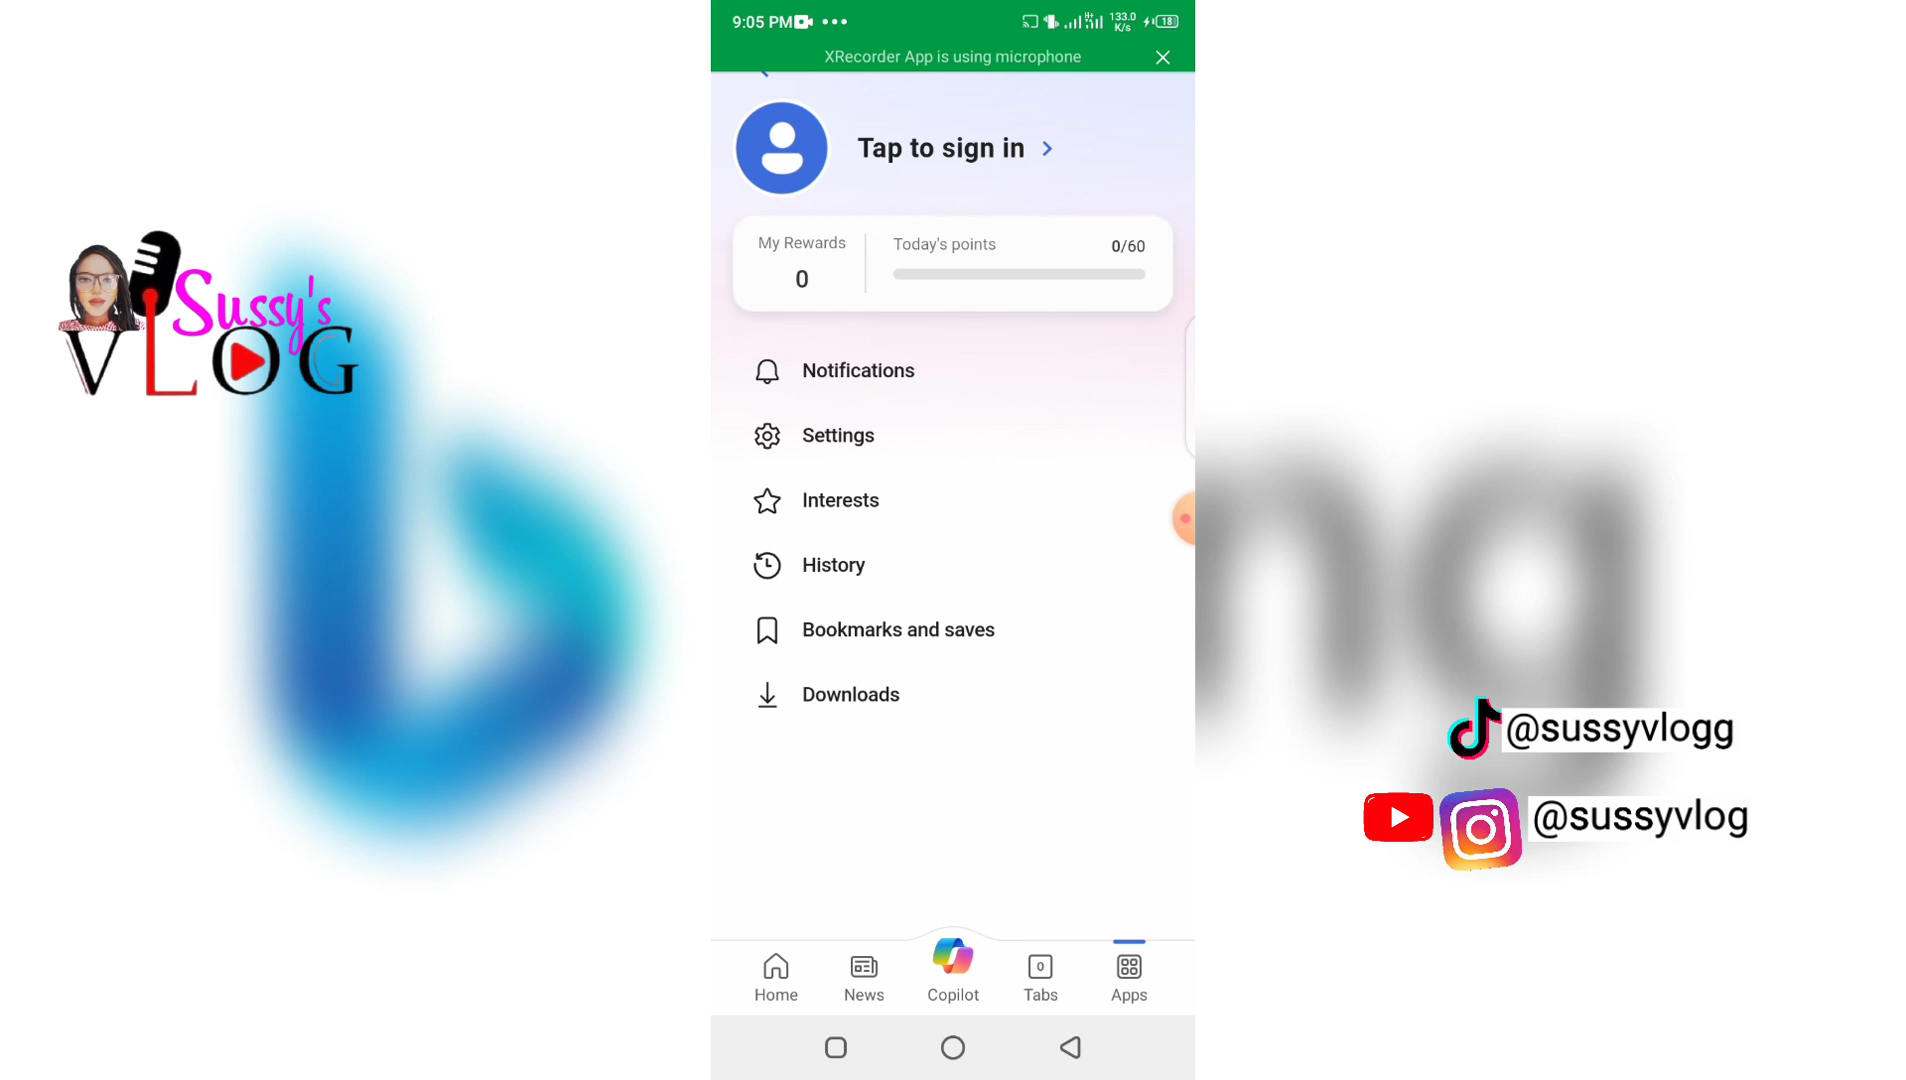 9:05 PM
133.0
K/s
18
XRecorder App is using microphone
Tap to sign in
My Rewards
0
Today's points
0/60
Notifications
Settings
Interests
History
Bookmarks and saves
Downloads
Home
News
Copilot
0
Tabs
Apps
Sussy's
VLOG
ng
@sussyvlogg
@sussyvlog